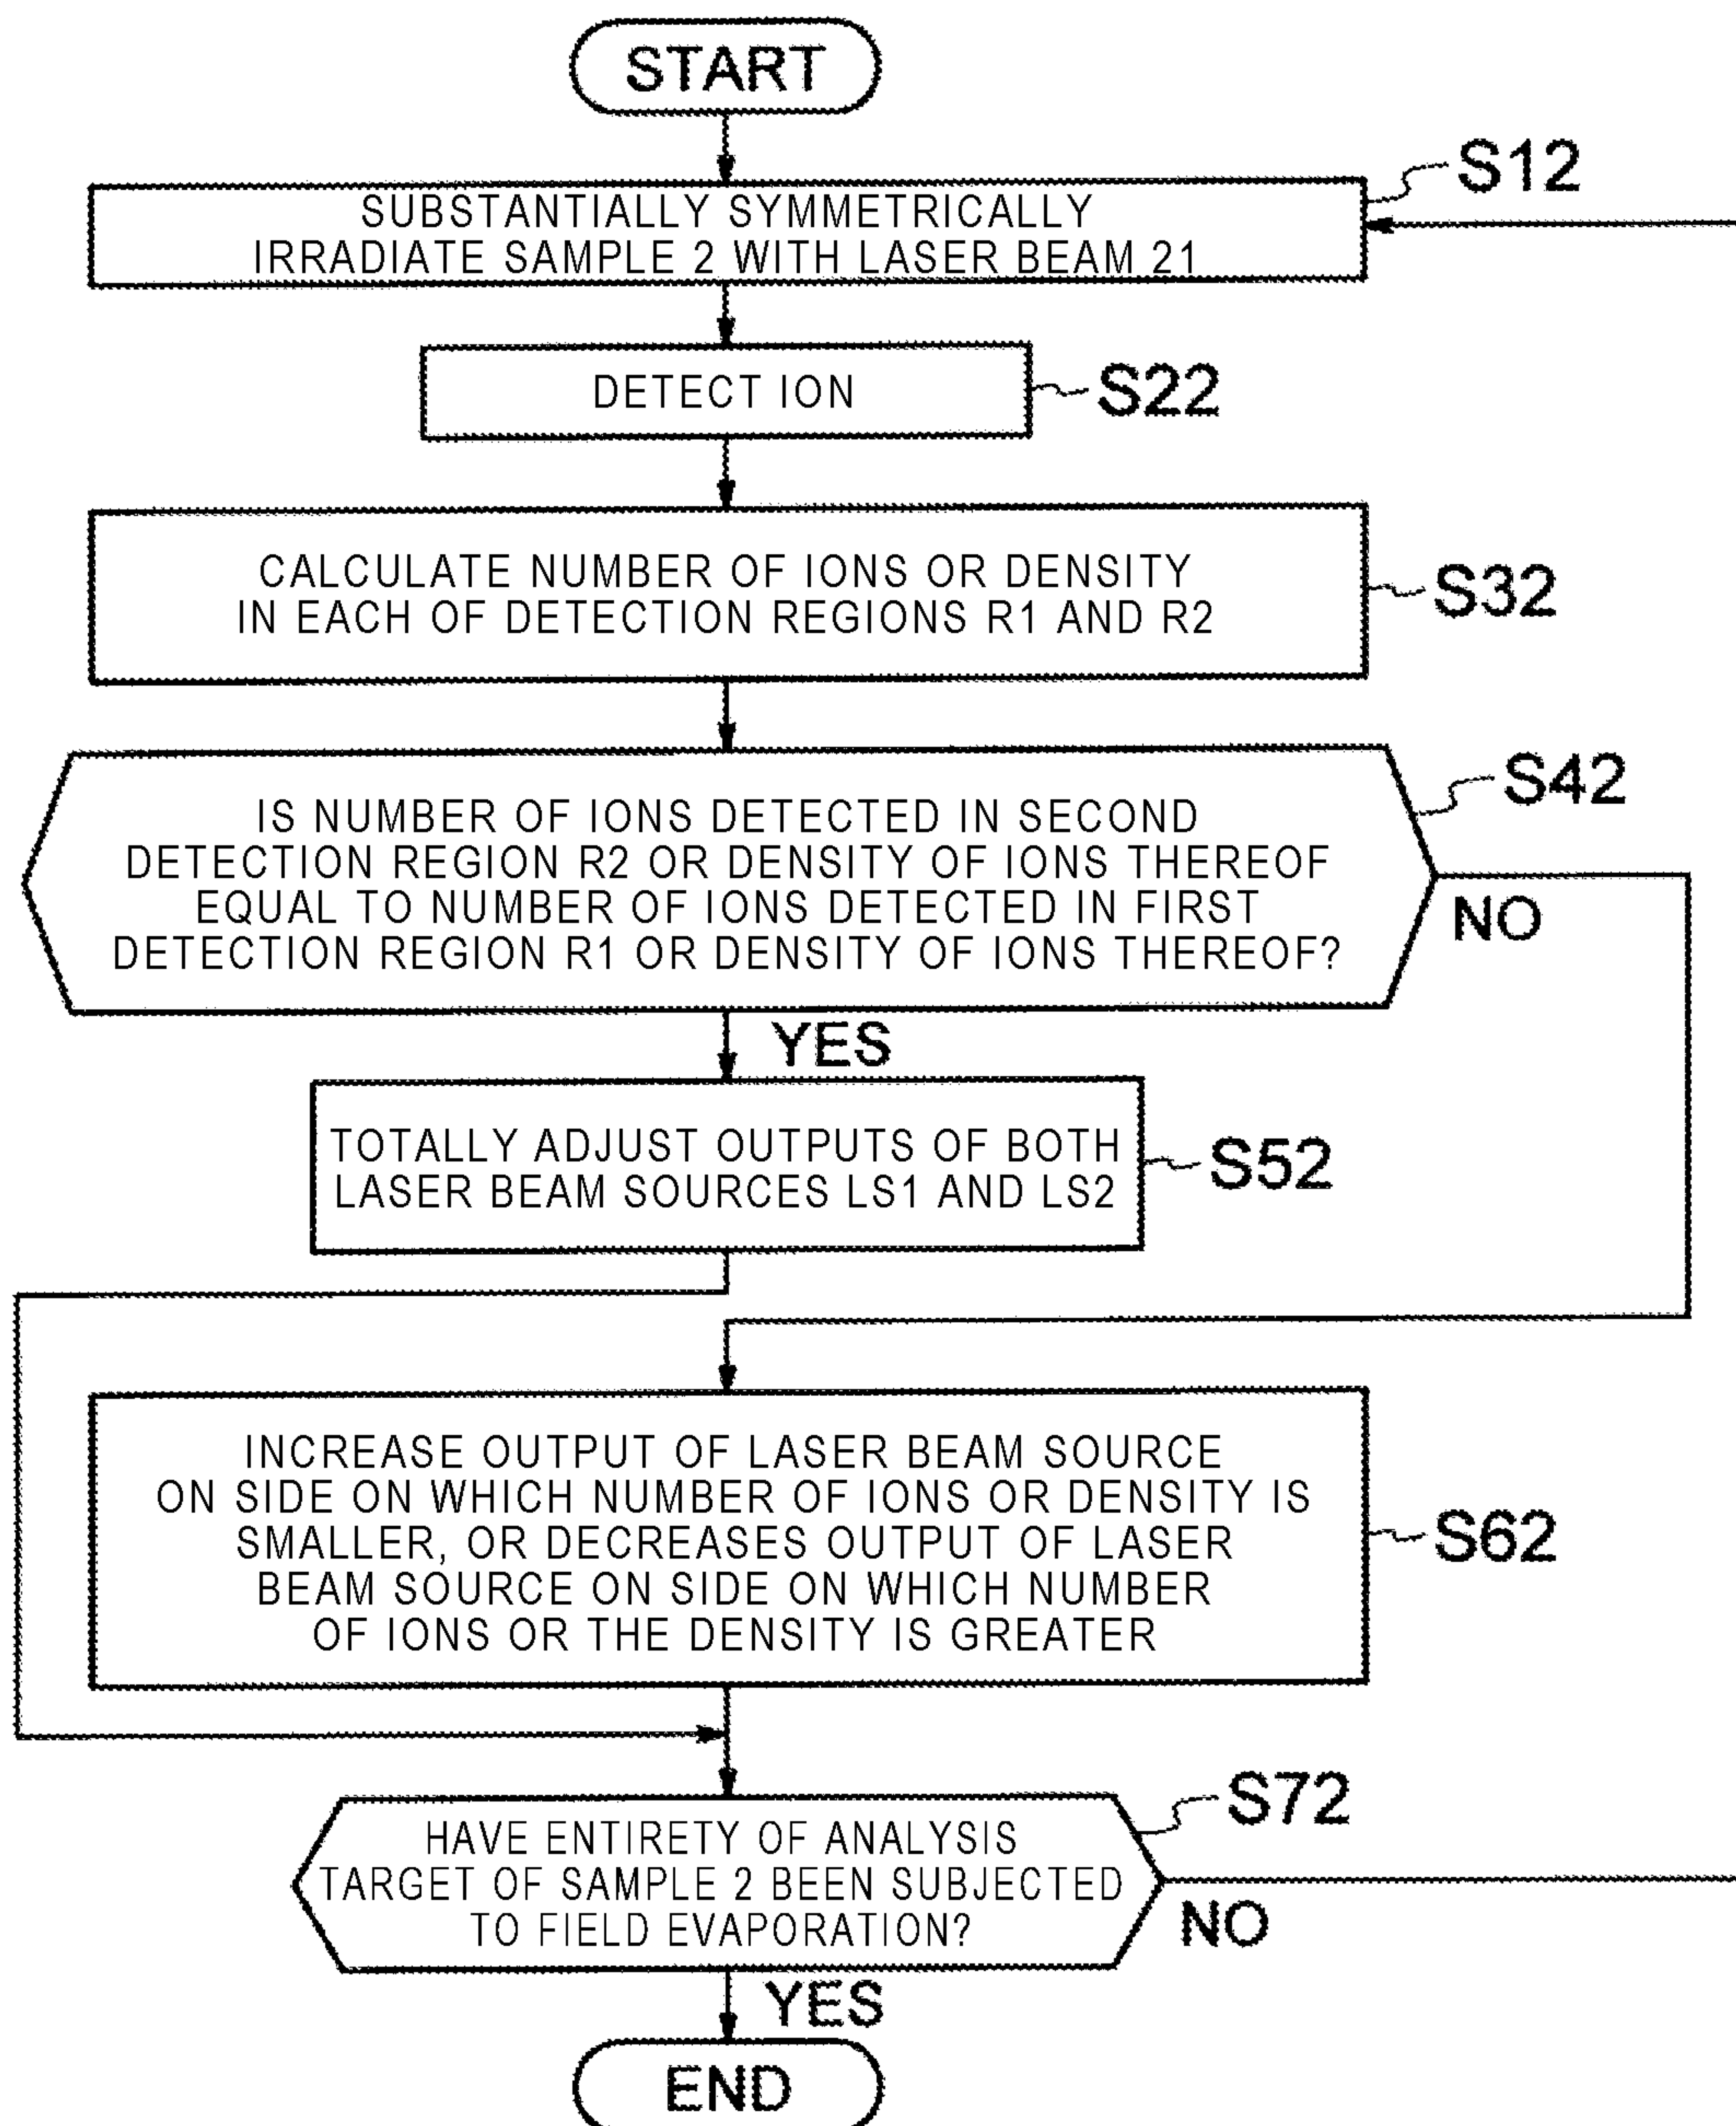 START
S12
SUBSTANTIALLY SYMMETRICALLY
IRRADIATE SAMPLE 2 WITH LASER BEAM 21
DETECT ION
S22
CALCULATE NUMBER OF IONS OR DENSITY
IN EACH OF DETECTION REGIONS R1 AND R2
S32
S42
IS NUMBER OF IONS DETECTED IN SECOND
DETECTION REGION R2 OR DENSITY OF IONS THEREOF
EQUAL TO NUMBER OF IONS DETECTED IN FIRST
DETECTION REGION R1 OR DENSITY OF IONS THEREOF?
NO
YES
TOTALLY ADJUST OUTPUTS OF BOTH
LASER BEAM SOURCES LS1 AND LS2
S52
INCREASE OUTPUT OF LASER BEAM SOURCE
ON SIDE ON WHICH NUMBER OF IONS OR DENSITY IS
SMALLER, OR DECREASES OUTPUT OF LASER
BEAM SOURCE ON SIDE ON WHICH NUMBER
OF IONS OR THE DENSITY IS GREATER
S62
S72
HAVE ENTIRETY OF ANALYSIS
TARGET OF SAMPLE 2 BEEN SUBJECTED
TO FIELD EVAPORATION?
NO
YES
END